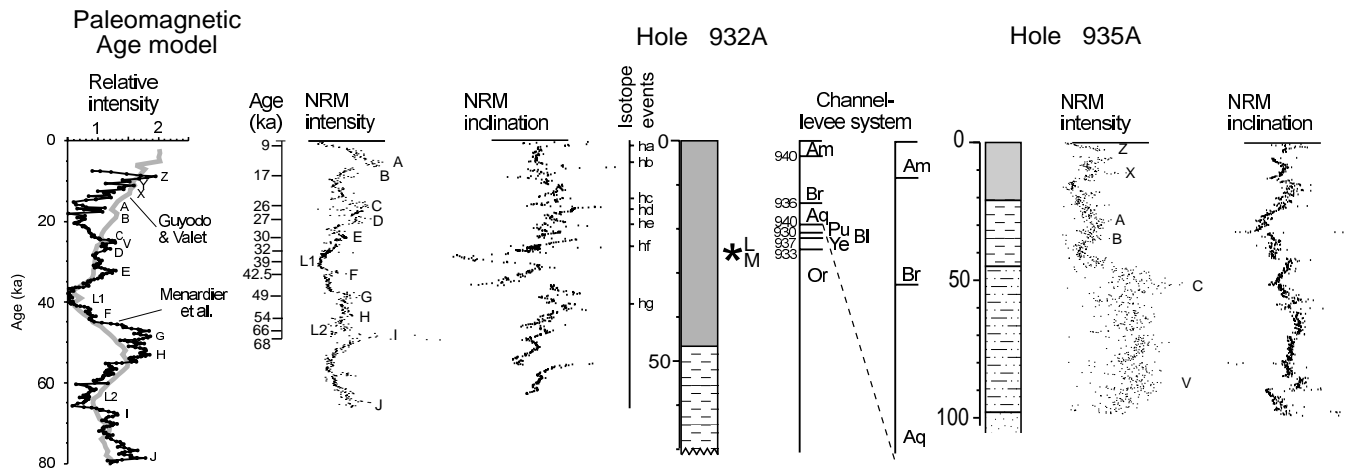 Paleomagnetic
Age model
Relative
intensity
1 2
0
20
40
60
80
Age (ka)
Z
Y
X
A
B
C
V
D
E
L1
F
G
H
L2
I
J
Guyodo
& Valet
Menardier
et al.
Hole 932A
Age
(ka)
9
17
26
27
30
32
39
42.5
49
54
66
68
NRM
intensity
A
B
C
D
E
L1
F
G
H
L2
I
J
NRM
inclination
Isotope
events
ha
hb
hc
hd
he
hf
hg
0
50
* L
M
Channel-
levee system
Am
940
Br
936
Aq
940
Pu
930
Bl
937
Ye
933
Or
Am
Br
Aq
Hole 935A
0
50
100
NRM
intensity
Z
X
A
B
C
V
NRM
inclination